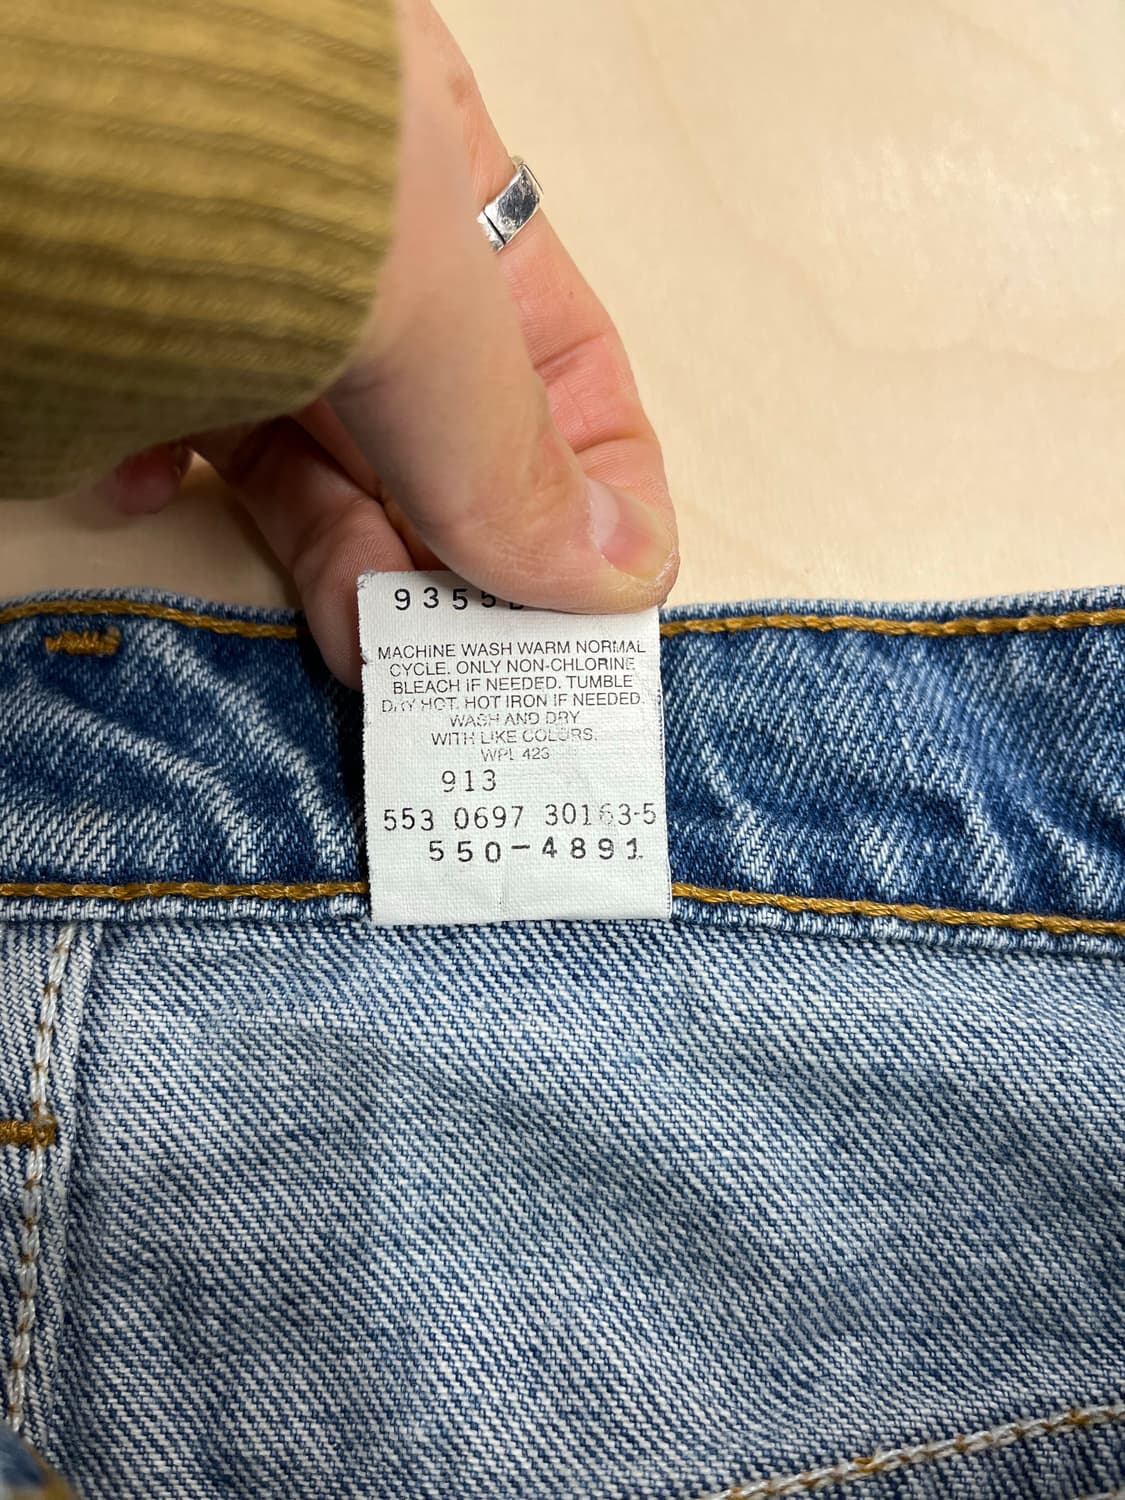 9355
MACHINE WASH WARM NORMAL
CYCLE. ONLY NON-CHLORINE
BLEACH IF NEEDED. TUMBLE
DRY HOT. HOT IRON IF NEEDED.
WASH AND DRY
WITH LIKE COLORS.
WPL 423
913
553 0697 30163-5
550-4891